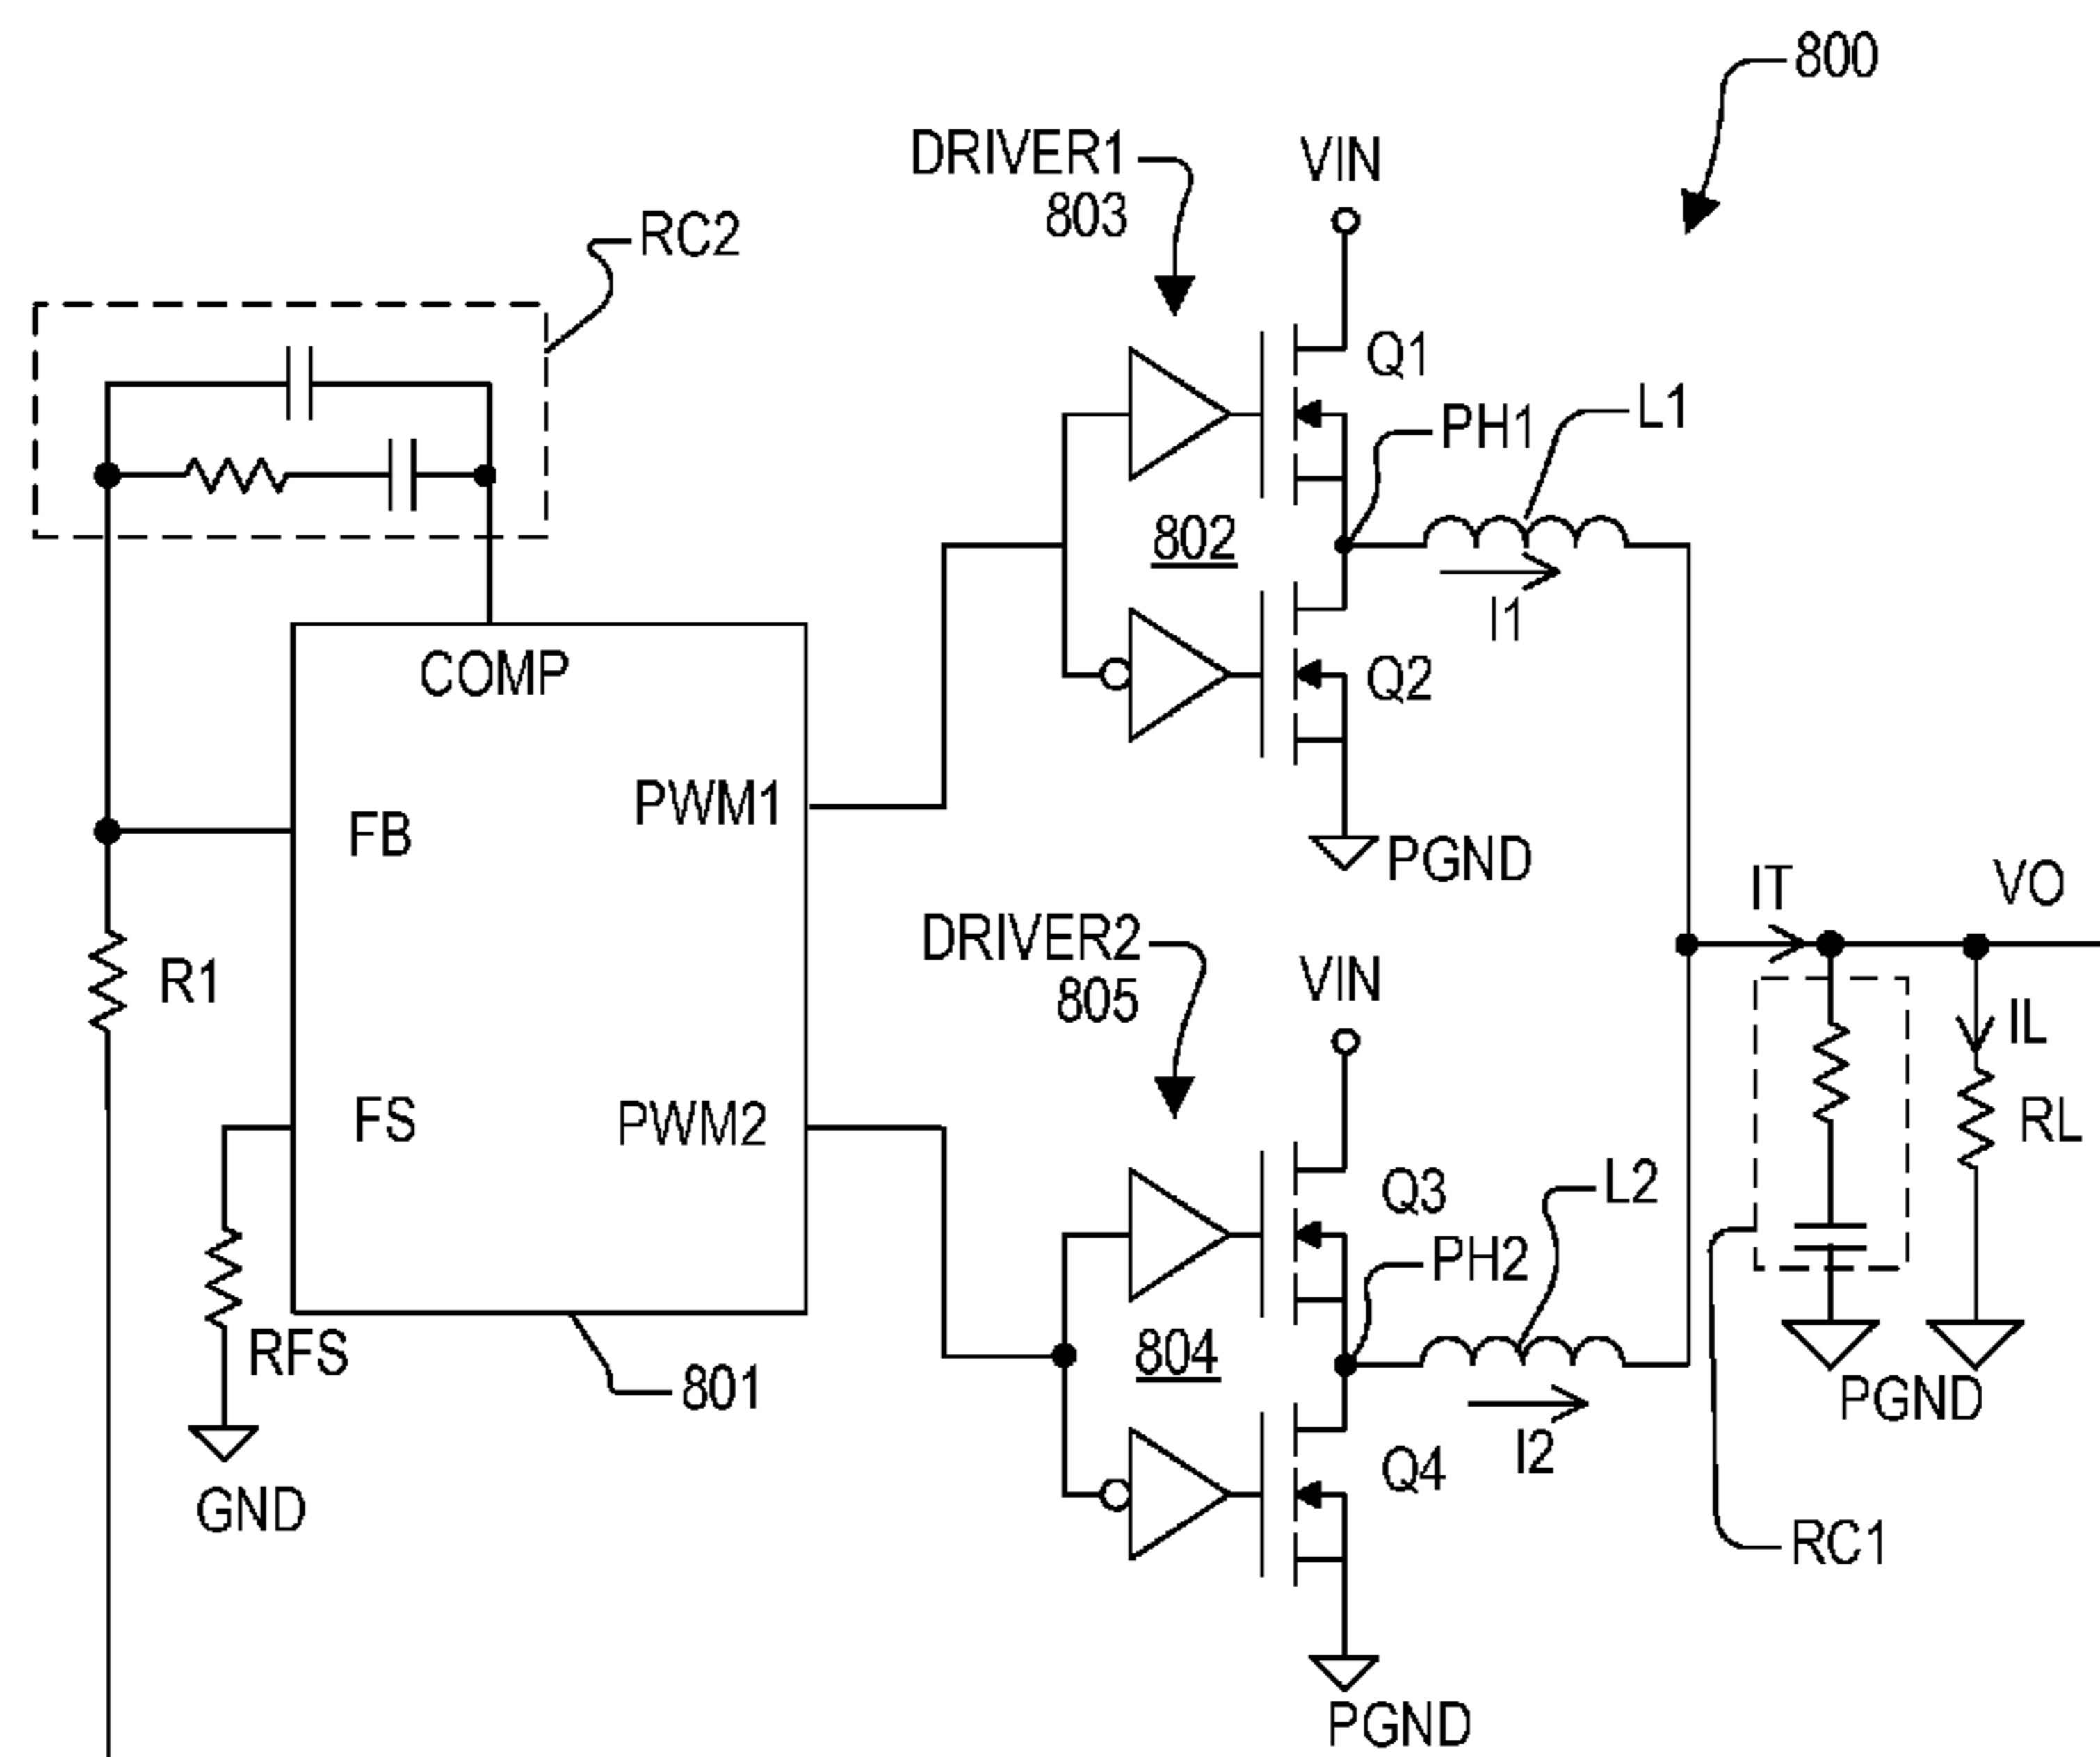 800
DRIVER1
803
VIN
RC2
Q1
PH1
L1
802
I1
COMP
Q2
PWM1
FB
PGND
IT
VO
DRIVER2
805
VIN
R1
IL
FS
PWM2
RL
Q3
L2
PH2
804
RFS
801
PGND
I2
Q4
GND
RC1
PGND